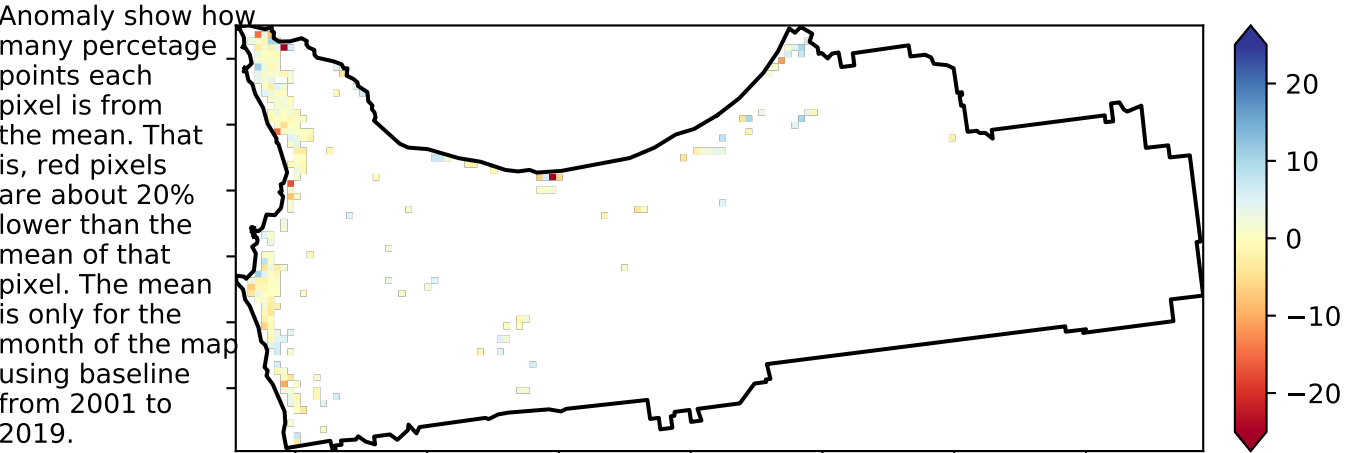 Anomaly show how
many percetage
points each
pixel is from
the mean. That
is, red pixels
are about 20%
lower than the
mean of that
pixel. The mean
is only for the
month of the map
using baseline
from 2001 to
2019.
20
10
0
−10
−20